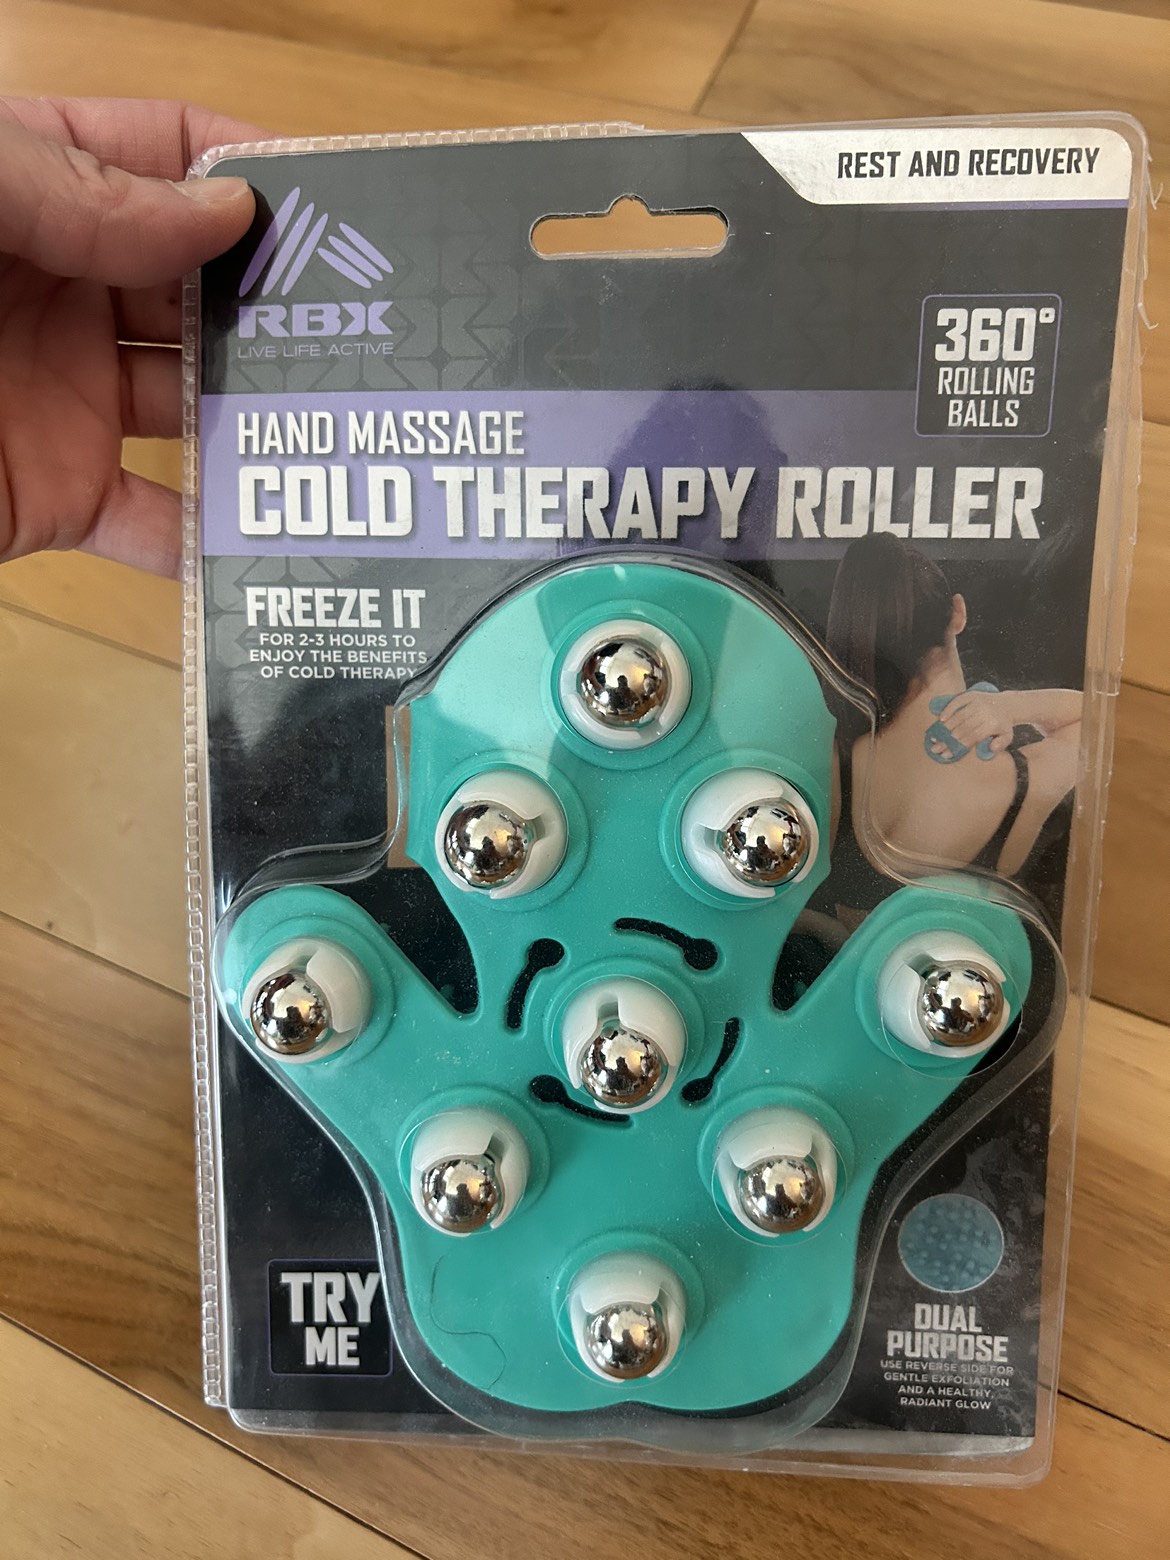 REST AND RECOVERY
RBX
LIVE LIFE ACTIVE
360°
ROLLING
BALLS
HAND MASSAGE
COLD THERAPY ROLLER
FREEZE IT
FOR 2-3 HOURS TO
ENJOY THE BENEFITS
OF COLD THERAPY
TRY
ME
DUAL
PURPOSE
USE REVERSE SIDE FOR
GENTLE EXFOLIATION
AND A HEALTHY,
RADIANT GLOW